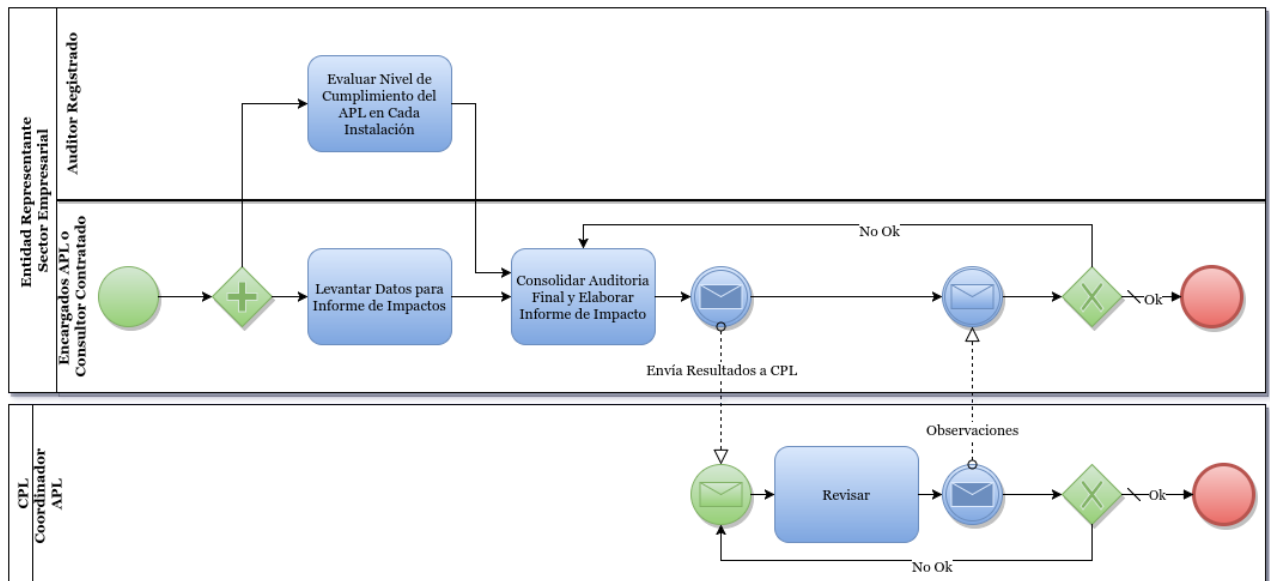 Entidad Representante
Sector Empresarial
Auditor Registrado
Evaluar Nivel de
Cumplimiento del
APL en Cada
Instalación
Encargados APL o
Consultor Contratado
Levantar Datos para
Informe de Impactos
Consolidar Auditoria
Final y Elaborar
Informe de Impacto
No Ok
Ok
Envía Resultados a CPL
Observaciones
CPL
Coordinador
APL
Revisar
Ok
No Ok